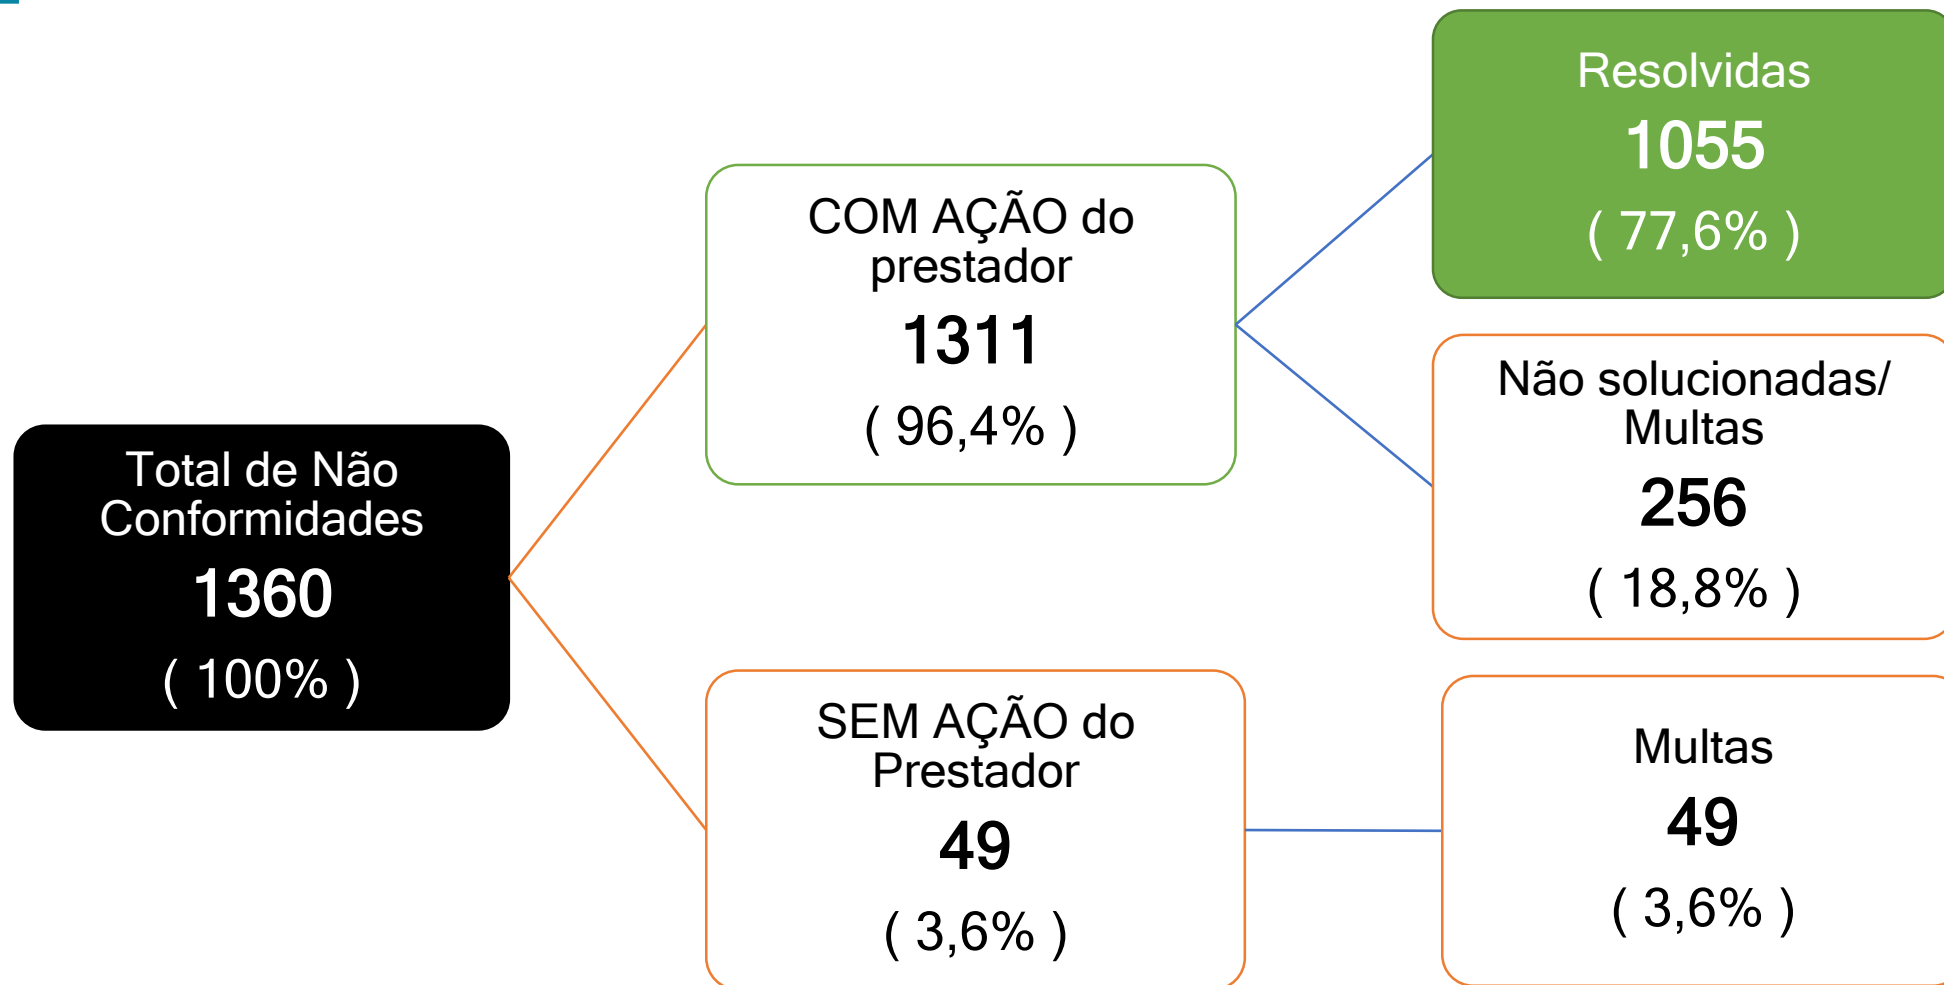 Total de Não
Conformidades
1360
( 100% )
COM AÇÃO do
prestador
1311
( 96,4% )
SEM AÇÃO do
Prestador
49
( 3,6% )
Resolvidas
1055
( 77,6% )
Não solucionadas/
Multas
256
( 18,8% )
Multas
49
( 3,6% )